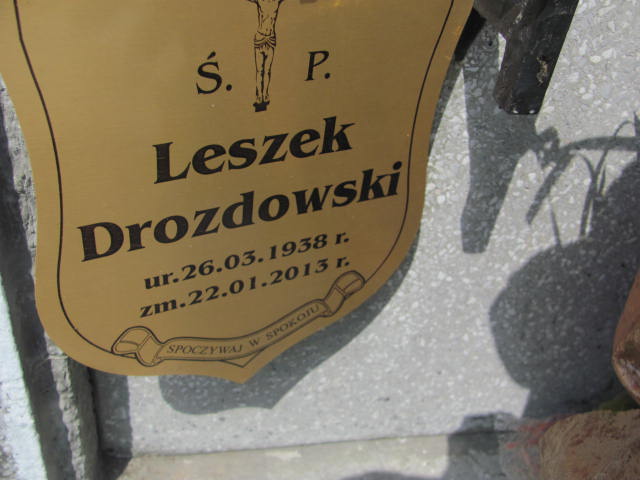 Ś. P.
Leszek
Drozdowski
ur.26.03.1938 r.
zm.22.01.2013 r.
SPOCZYWAJ W SPOKOJU